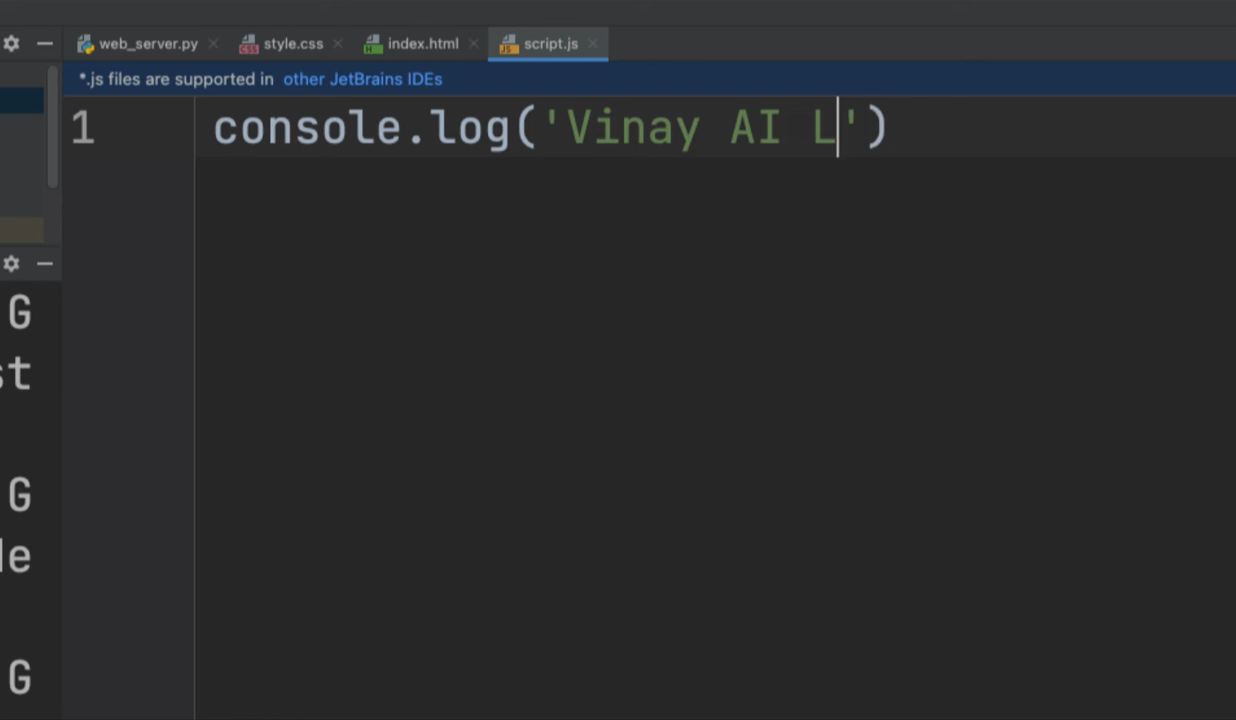 web_server.py style.css index.html script.js
*.js files are supported in other JetBrains IDEs
1 console.log('Vinay AI L')
G
st
G
G